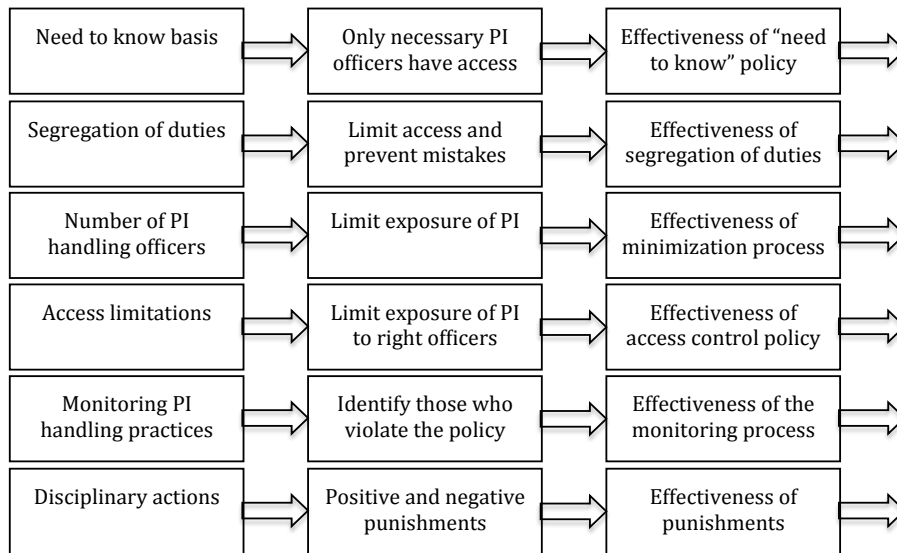 Need to know basis
Only necessary PI
officers have access
Effectiveness of “need
to know” policy
Segregation of duties
Limit access and
prevent mistakes
Effectiveness of
segregation of duties
Number of PI
handling officers
Limit exposure of PI
Effectiveness of
minimization process
Access limitations
Limit exposure of PI
to right officers
Effectiveness of
access control policy
Monitoring PI
handling practices
Identify those who
violate the policy
Effectiveness of the
monitoring process
Disciplinary actions
Positive and negative
punishments
Effectiveness of
punishments